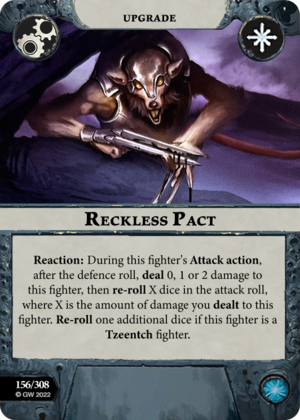 UPGRADE
RECKLESS PACT
Reaction: During this fighter's Attack action,
after the defence roll, deal 0, 1 or 2 damage to
this fighter, then re-roll X dice in the attack roll,
where X is the amount of damage you dealt to this
fighter. Re-roll one additional dice if this fighter is a
Tzeentch fighter.
156/308
© GW 2022